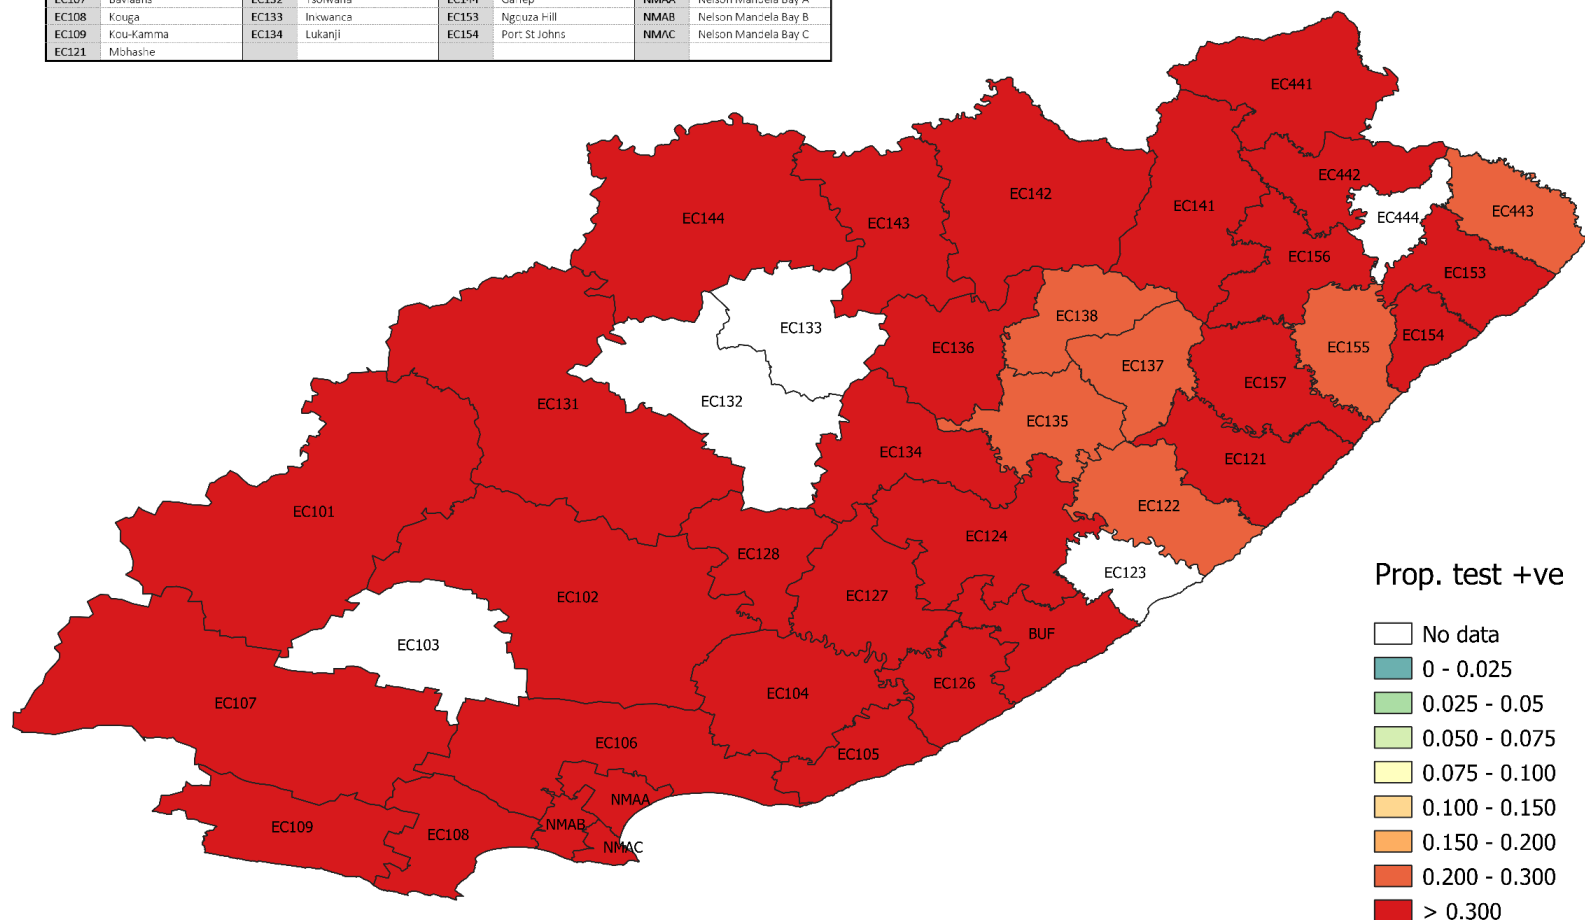 EC108 Kouga EC133 Inkwanca EC153 Ngquza Hill NMAB Nelson Mandela Bay B
EC109 Kou-Kamma EC134 Lukanji EC154 Port St Johns NMAC Nelson Mandela Bay C
EC121 Mbhashe
EC441
EC442
EC444
EC443
EC144
EC143
EC142
EC141
EC156
EC153
EC133
EC138
EC154
EC136
EC155
EC137
EC157
EC132
EC131
EC135
EC134
EC121
EC101
EC122
EC124
EC128
EC123
EC102
EC127
BUF
EC103
EC126
EC104
EC107
EC106
EC105
NMAA
NMAB
EC109
EC108
NMAC
Prop. test +ve
No data
0 - 0.025
0.025 - 0.05
0.050 - 0.075
0.075 - 0.100
0.100 - 0.150
0.150 - 0.200
0.200 - 0.300
> 0.300